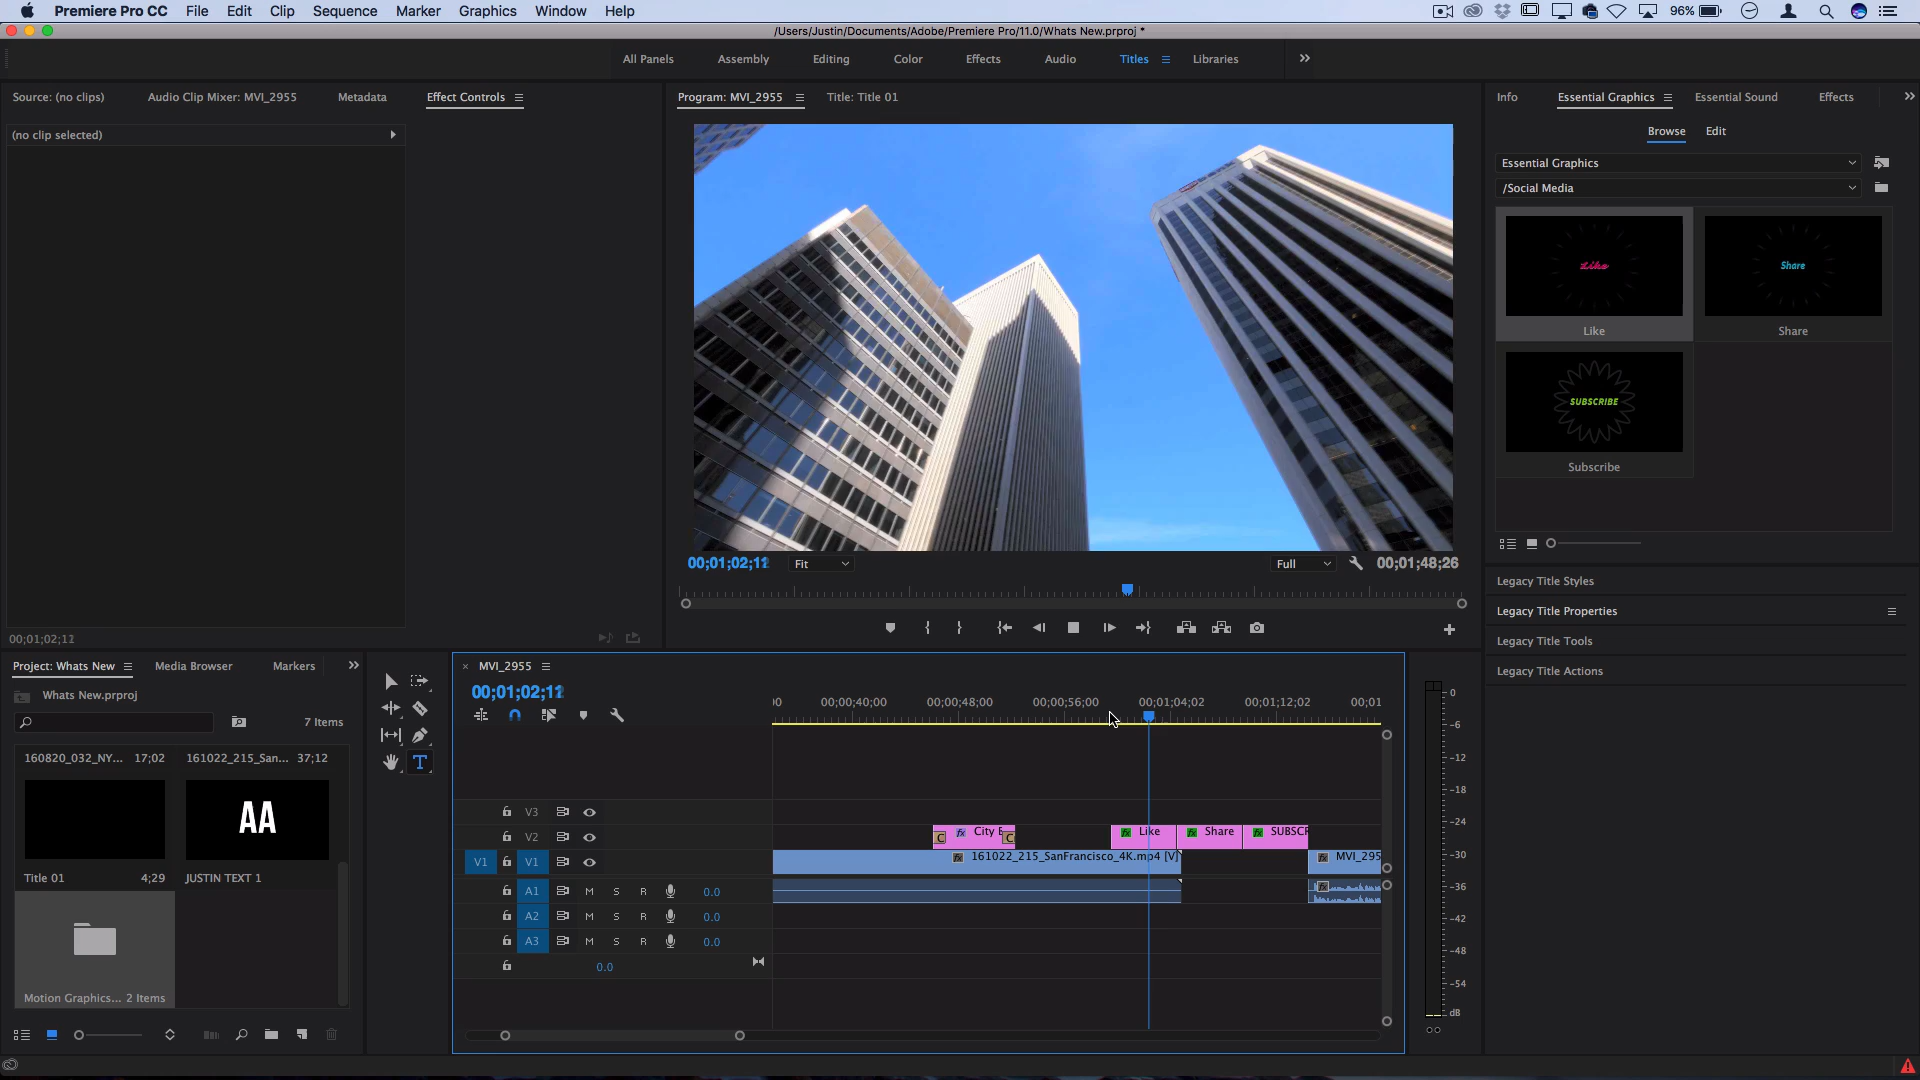 Premiere Pro CC File Edit Clip Sequence Marker Graphics Window Help 96%
/Users/Justin/Documents/Adobe/Premiere Pro/11.0/Whats New.prproj *
All Panels Assembly Editing Color Effects Audio Titles Libraries
Source: (no clips) Audio Clip Mixer: MVI_2955 Metadata Effect Controls
(no clip selected)
00;01;02;11
Program: MVI_2955 Title: Title 01
00;01;02;11 Fit Full 00;01;48;26
Info Essential Graphics Essential Sound Effects
Browse Edit
Essential Graphics
/Social Media
Like Share
Like Share
SUBSCRIBE
Subscribe
Legacy Title Styles
Legacy Title Properties
Legacy Title Tools
Legacy Title Actions
Project: Whats New Media Browser Markers
Whats New.prproj
7 Items
160820_032_NY... 17;02 161022_215_San... 37;12
AA
Title 01 4;29 JUSTIN TEXT 1
Motion Graphics... 2 Items
T
MVI_2955
00;01;02;11
00;00;40;00 00;00;48;00 00;00;56;00 00;01;04;02 00;01;12;02 00;01
V3
V2 C fx City C fx Like fx Share fx SUBSCR
V1 V1 fx 161022_215_SanFrancisco_4K.mp4 [V] fx MVI_295
A1 M S R 0.0 fx
A2 M S R 0.0
A3 M S R 0.0
0.0
0
-6
-12
-18
-24
-30
-36
-42
-48
-54
dB